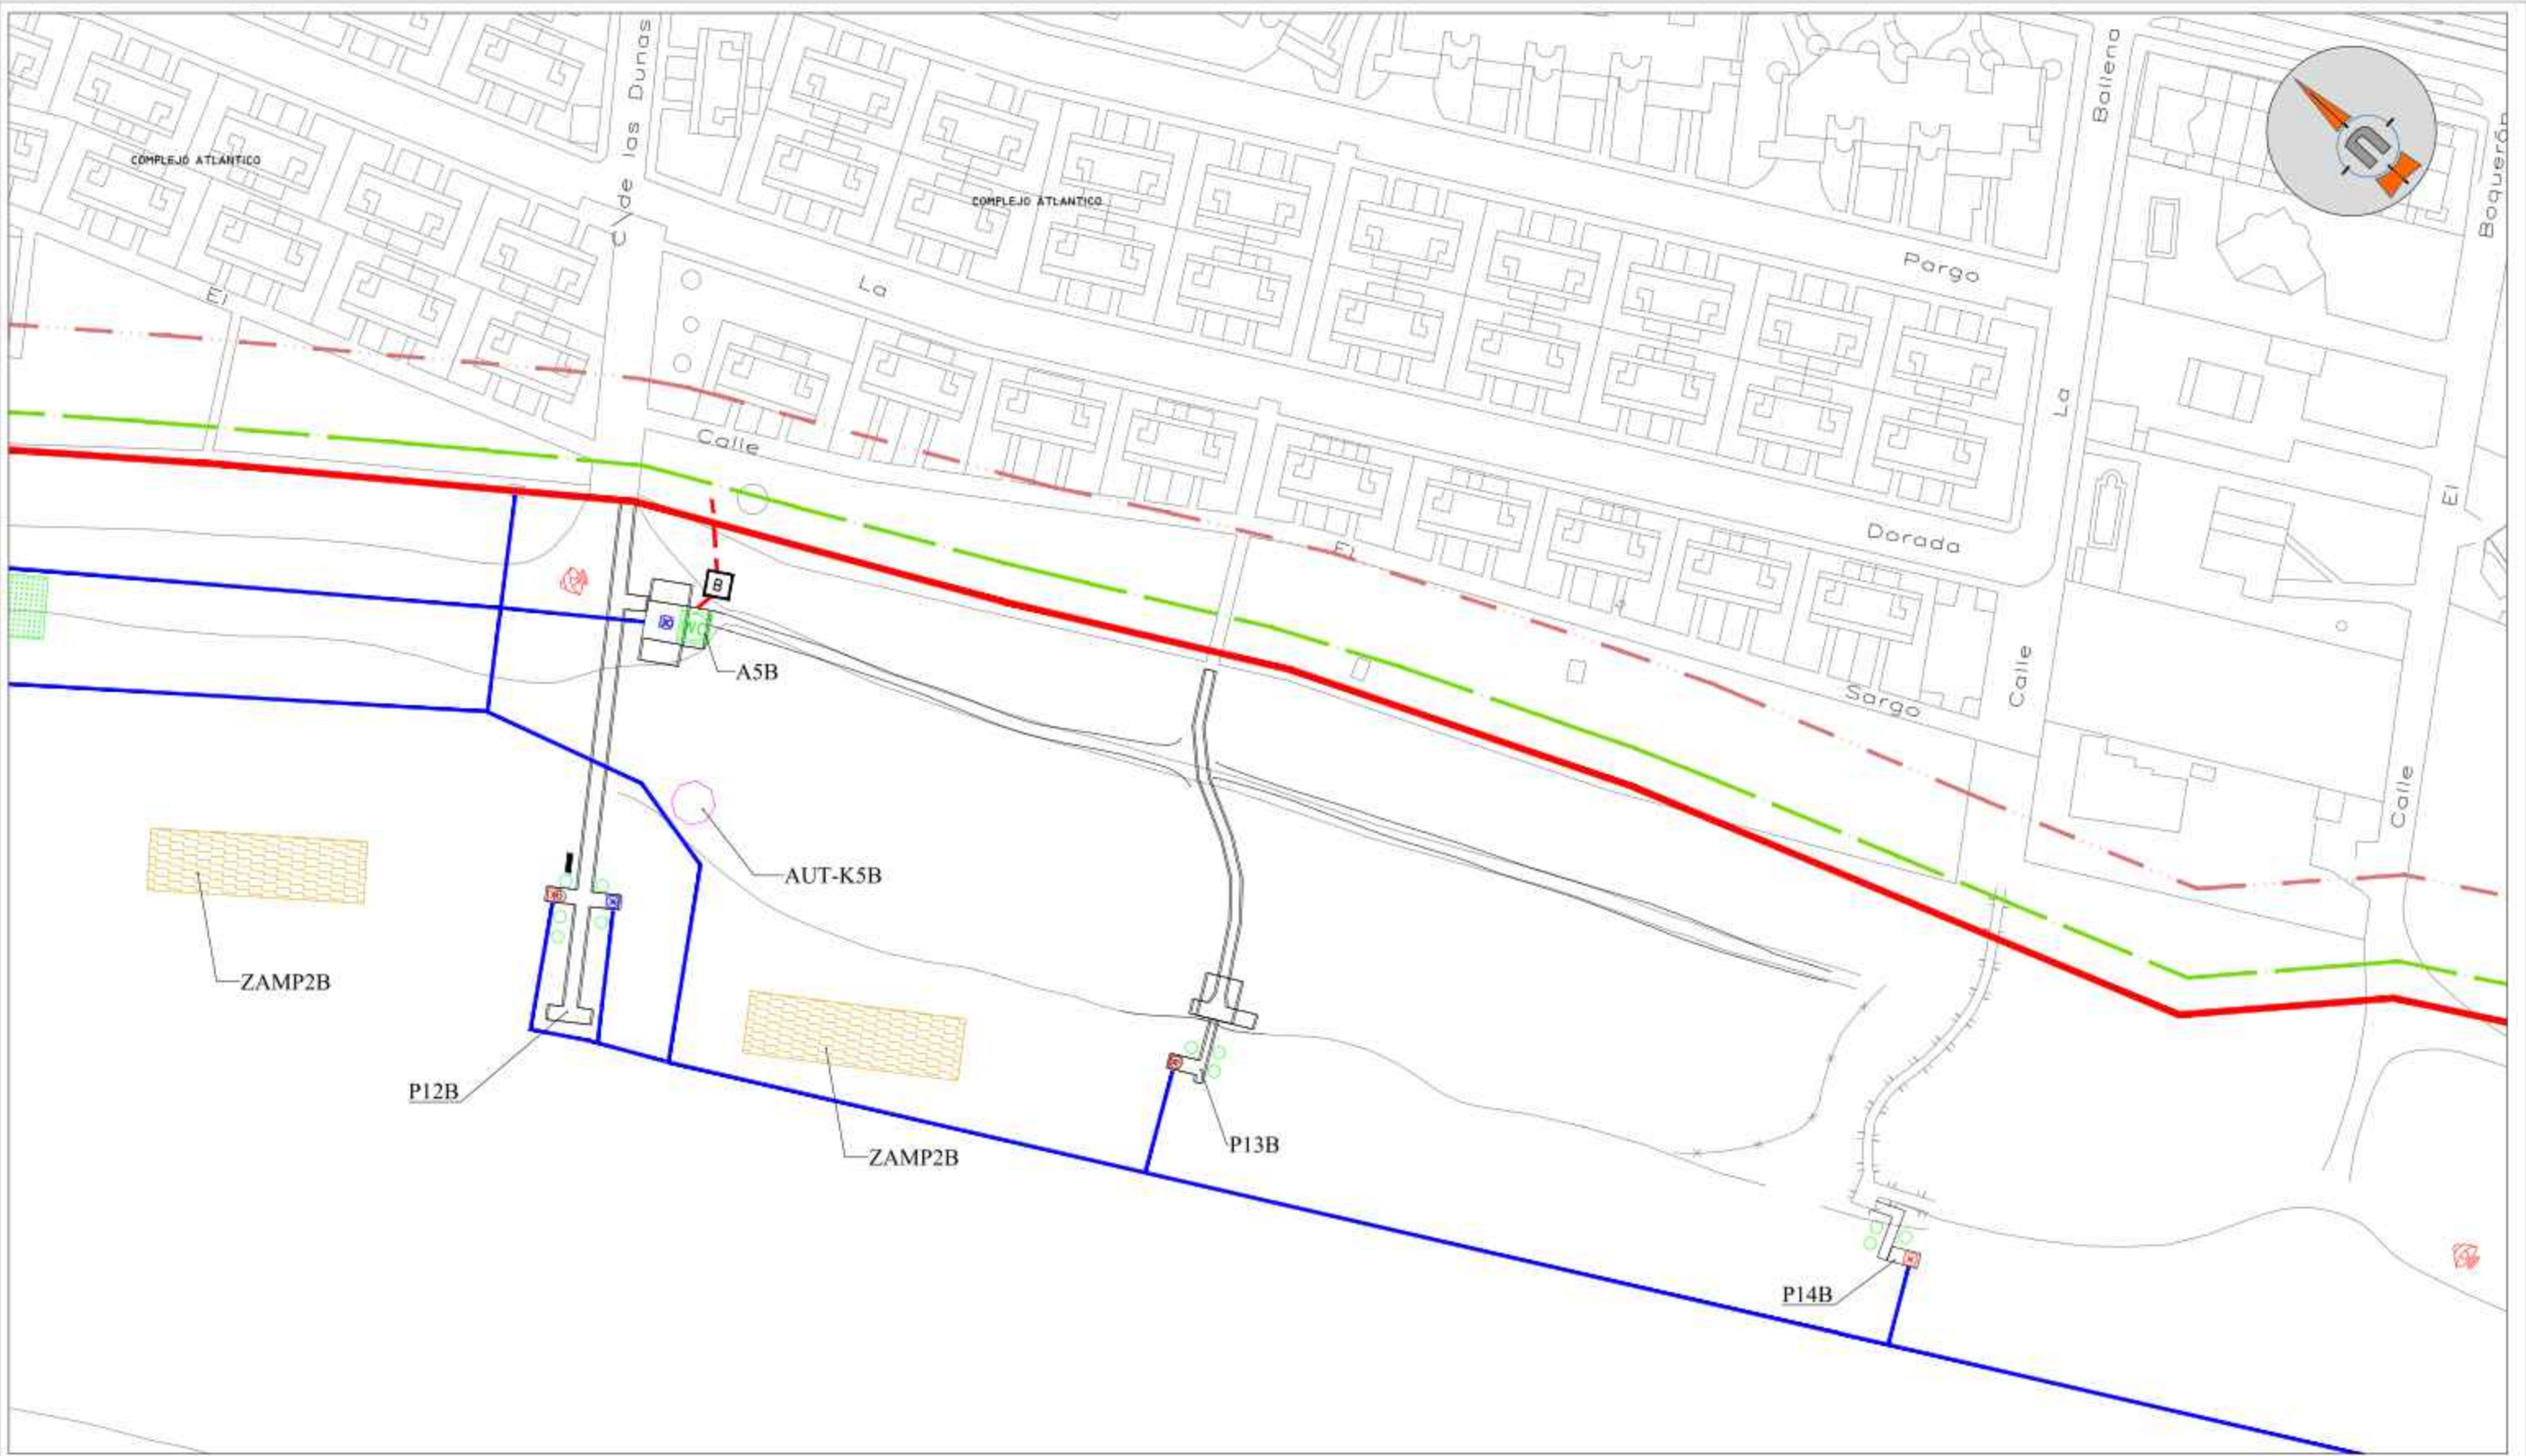 C\de las Dunas
Ballena
Boquerón
COMPLEJO ATLANTICO
COMPLEJO ATLANTICO
Pargo
La
El
La
Calle
El
Dorada
El
B
WC
A5B
Calle
Sargo
Calle
AUT-K5B
ZAMP2B
P12B
P13B
ZAMP2B
P14B